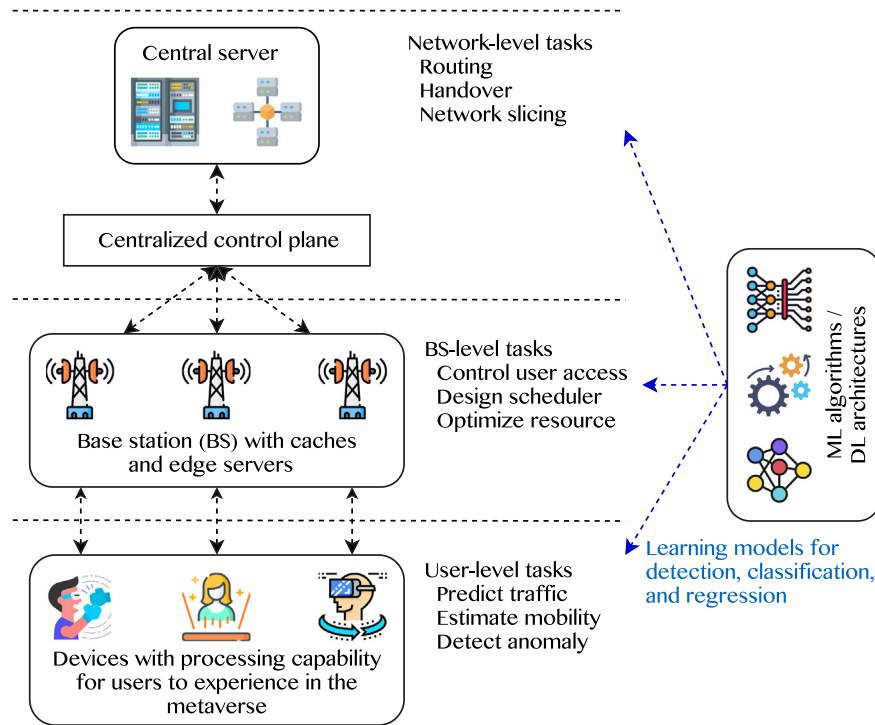 Central server
Network-level tasks
Routing
Handover
Network slicing
Centralized control plane
BS-level tasks
Control user access
Design scheduler
Optimize resource
Base station (BS) with caches
and edge servers
ML algorithms /
DL architectures
Learning models for
detection, classification,
and regression
User-level tasks
Predict traffic
Estimate mobility
Detect anomaly
Devices with processing capability
for users to experience in the
metaverse